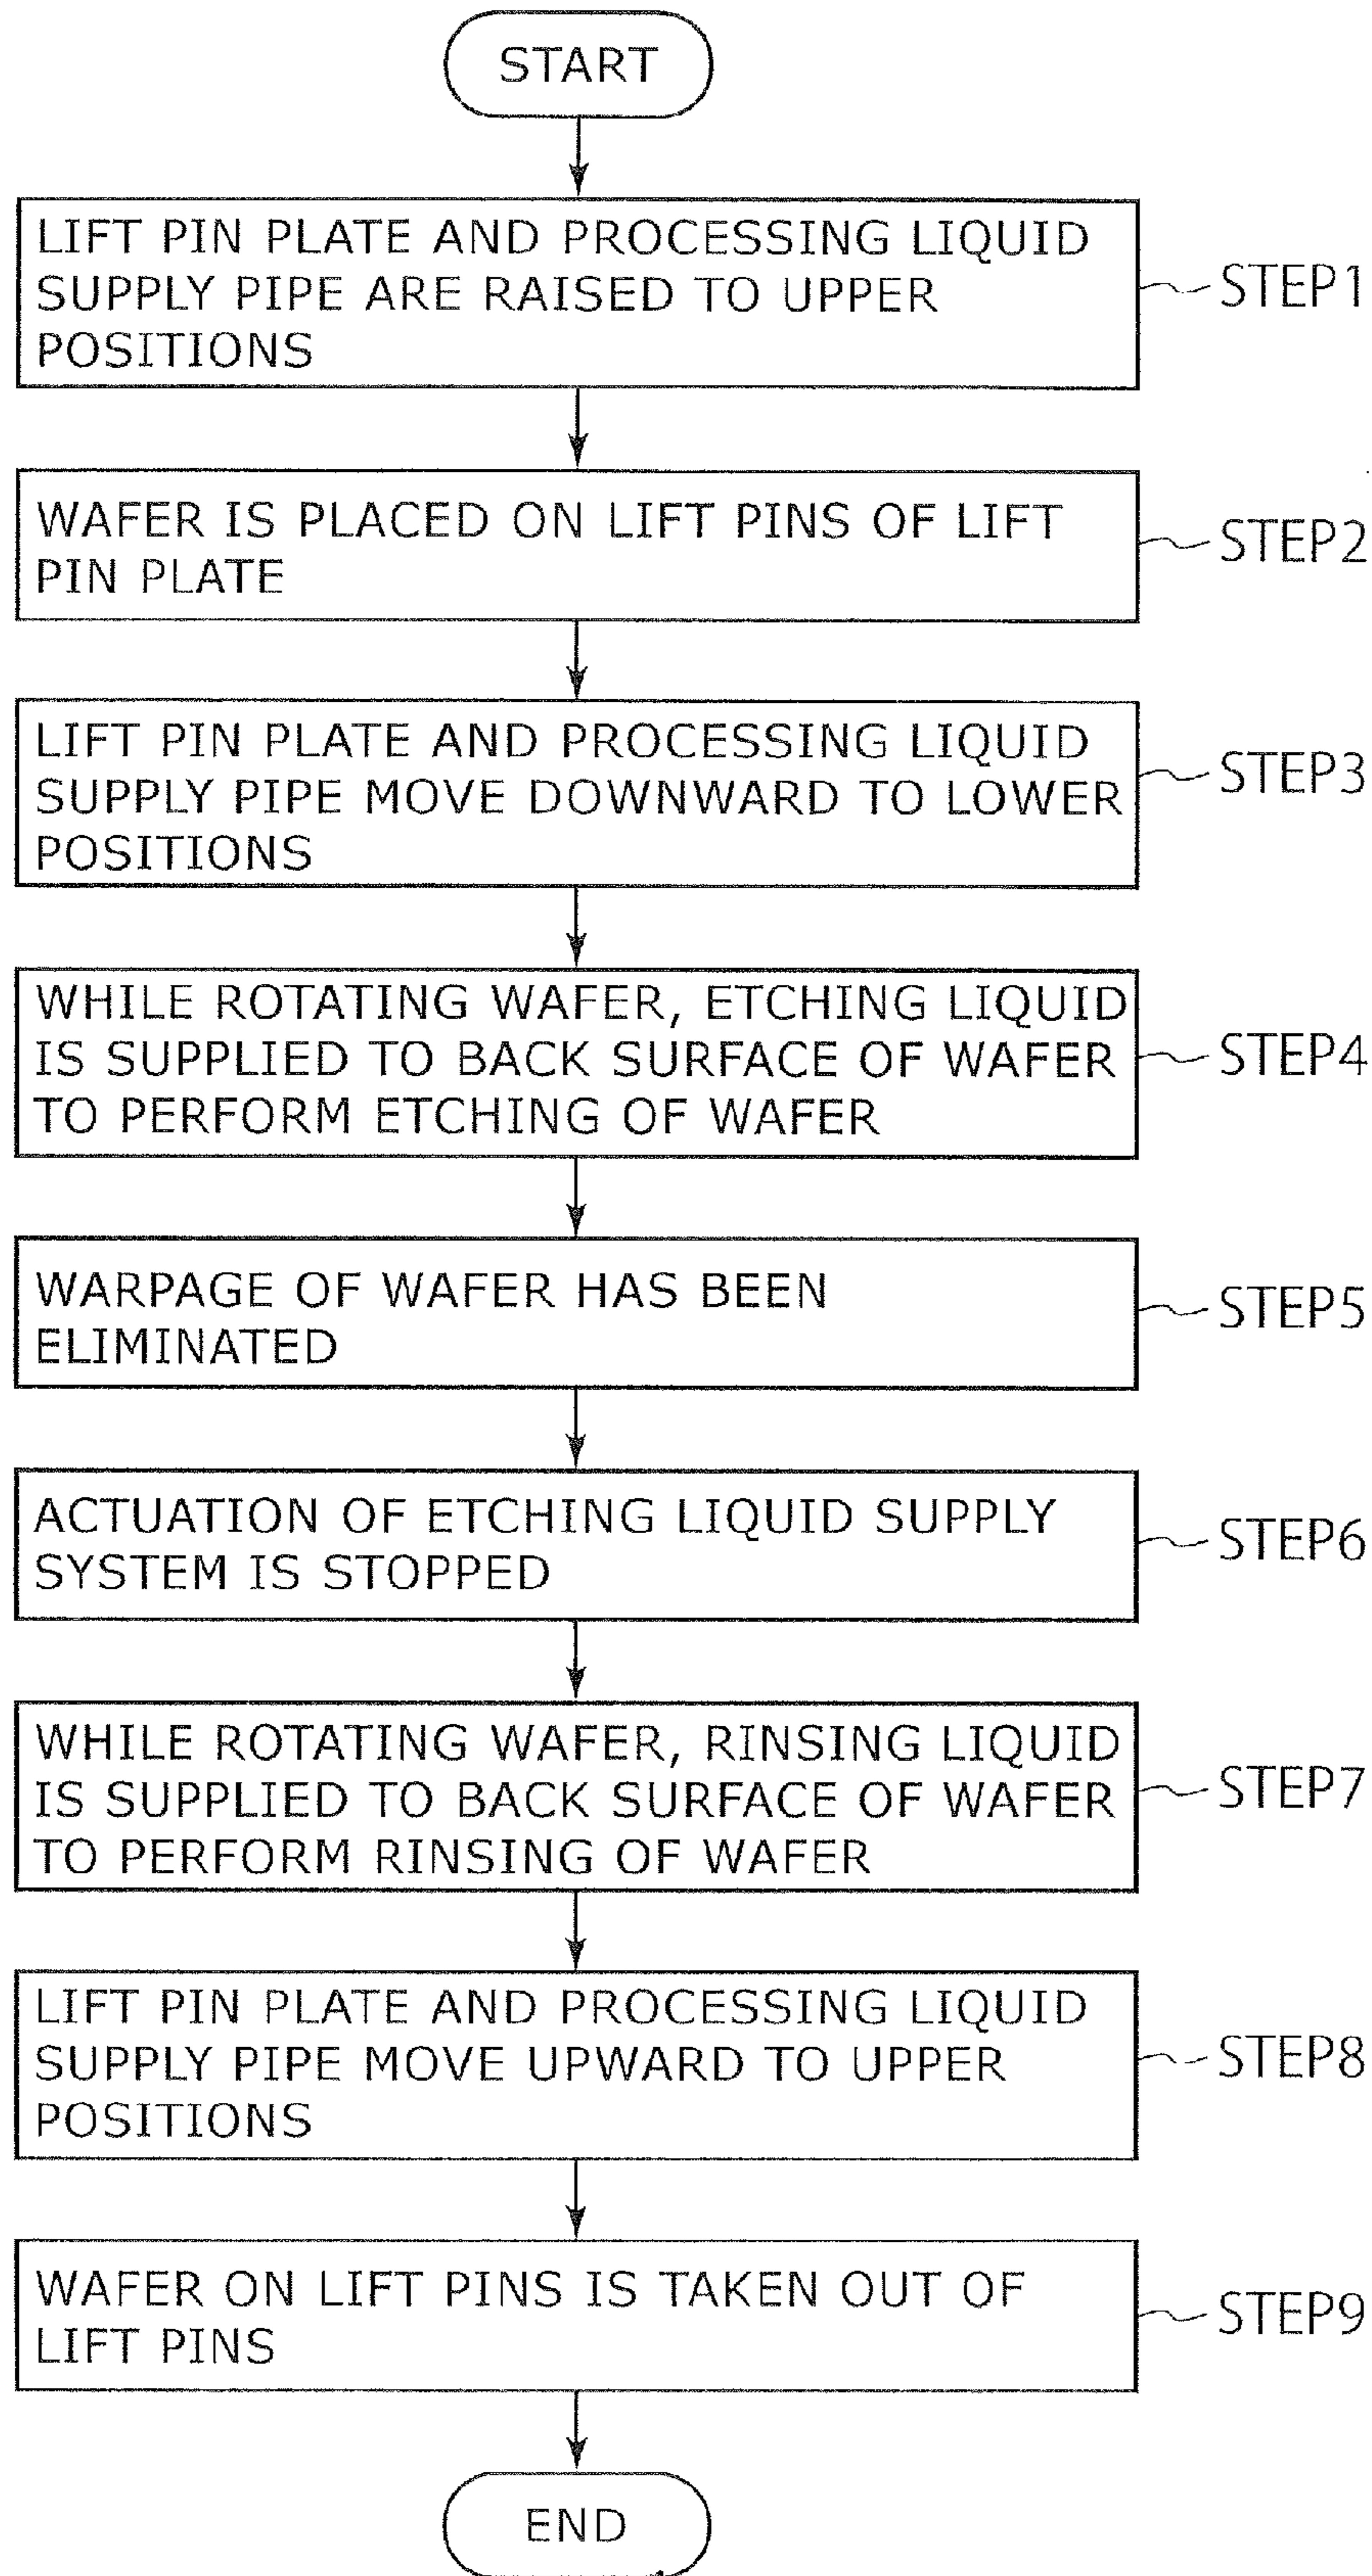 START
LIFT PIN PLATE AND PROCESSING LIQUID
SUPPLY PIPE ARE RAISED TO UPPER
POSITIONS
STEP1
WAFER IS PLACED ON LIFT PINS OF LIFT
PIN PLATE
STEP2
LIFT PIN PLATE AND PROCESSING LIQUID
SUPPLY PIPE MOVE DOWNWARD TO LOWER
POSITIONS
STEP3
WHILE ROTATING WAFER, ETCHING LIQUID
IS SUPPLIED TO BACK SURFACE OF WAFER
TO PERFORM ETCHING OF WAFER
STEP4
WARPAGE OF WAFER HAS BEEN
ELIMINATED
STEP5
ACTUATION OF ETCHING LIQUID SUPPLY
SYSTEM IS STOPPED
STEP6
WHILE ROTATING WAFER, RINSING LIQUID
IS SUPPLIED TO BACK SURFACE OF WAFER
TO PERFORM RINSING OF WAFER
STEP7
LIFT PIN PLATE AND PROCESSING LIQUID
SUPPLY PIPE MOVE UPWARD TO UPPER
POSITIONS
STEP8
WAFER ON LIFT PINS IS TAKEN OUT OF
LIFT PINS
STEP9
END